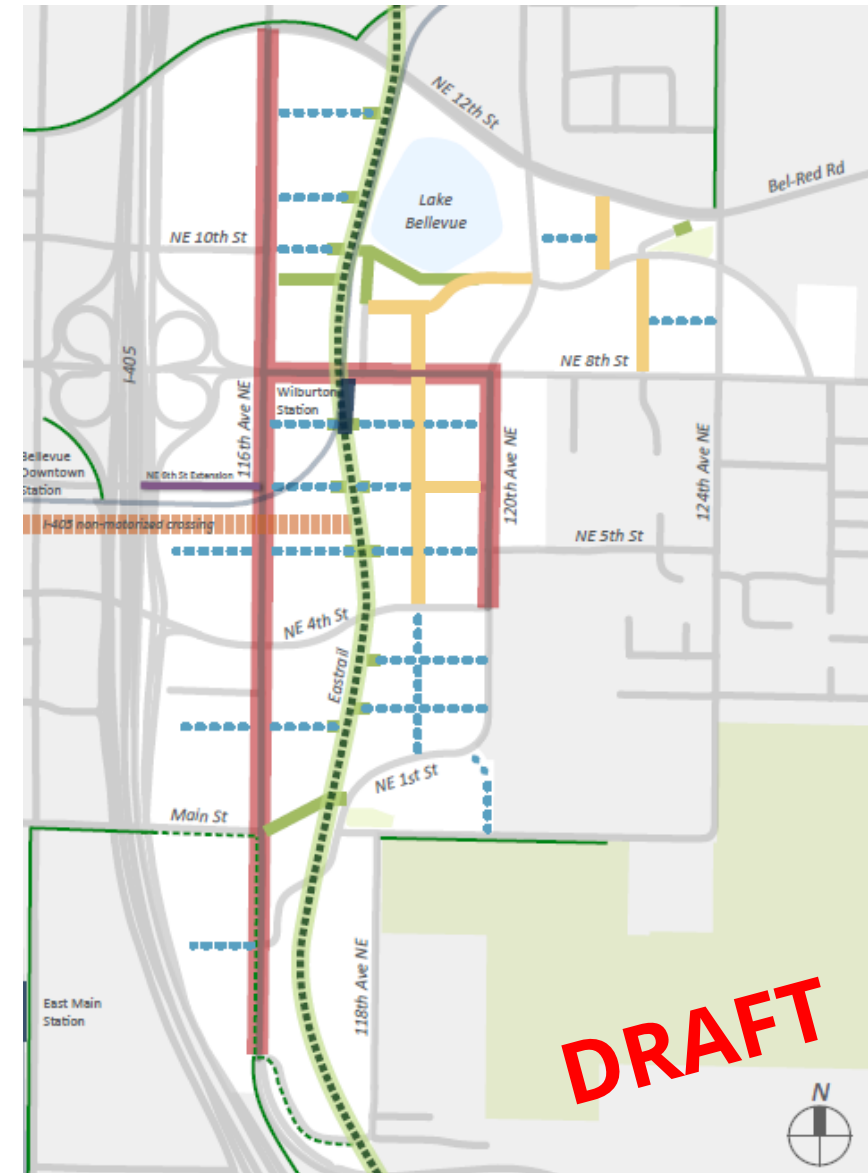 NE 12th St
Bel-Red Rd
Lake
Bellevue
NE 10th St
I-405
NE 8th St
Wilburton
Station
116th Ave NE
120th Ave NE
124th Ave NE
Bellevue
Downtown
Station
NE 6th St Extension
I-405 non-motorized crossing
NE 5th St
NE 4th St
Eastrail
NE 1st St
Main St
118th Ave NE
East Main
Station
DRAFT
N